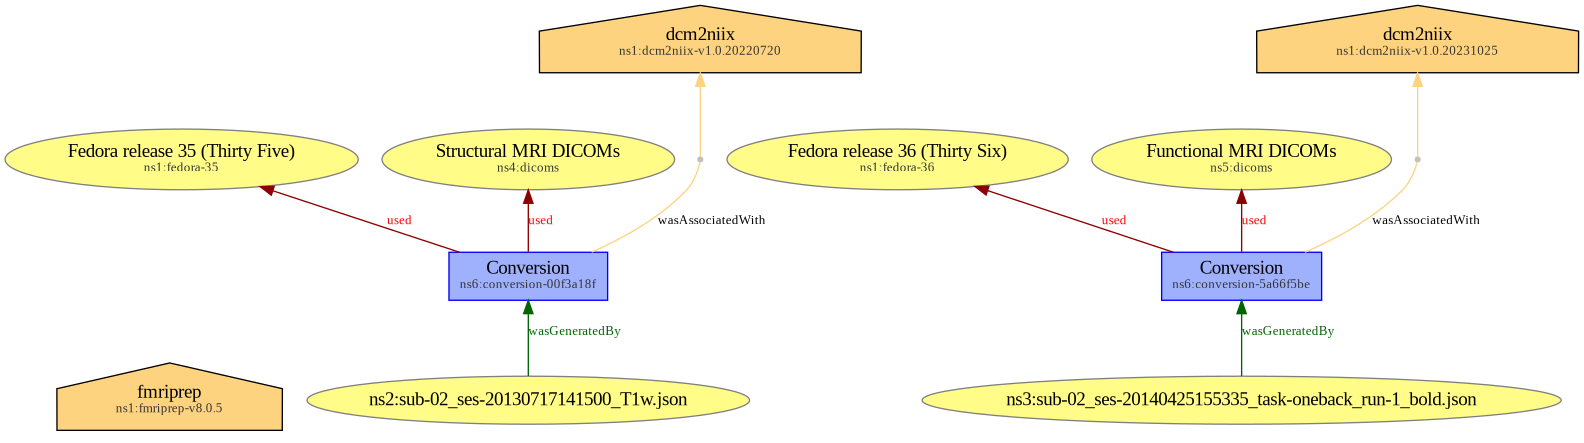 dcm2niix
ns1:dcm2niix-v1.0.20220720
dcm2niix
ns1:dcm2niix-v1.0.20231025
Fedora release 35 (Thirty Five)
ns1:fedora-35
Structural MRI DICOMs
ns4:dicoms
Fedora release 36 (Thirty Six)
ns1:fedora-36
Functional MRI DICOMs
ns5:dicoms
used
used
wasAssociatedWith
used
used
wasAssociatedWith
Conversion
ns6:conversion-00f3a18f
Conversion
ns6:conversion-5a66f5be
wasGeneratedBy
wasGeneratedBy
fmriprep
ns1:fmriprep-v8.0.5
ns2:sub-02_ses-20130717141500_T1w.json
ns3:sub-02_ses-20140425155335_task-oneback_run-1_bold.json